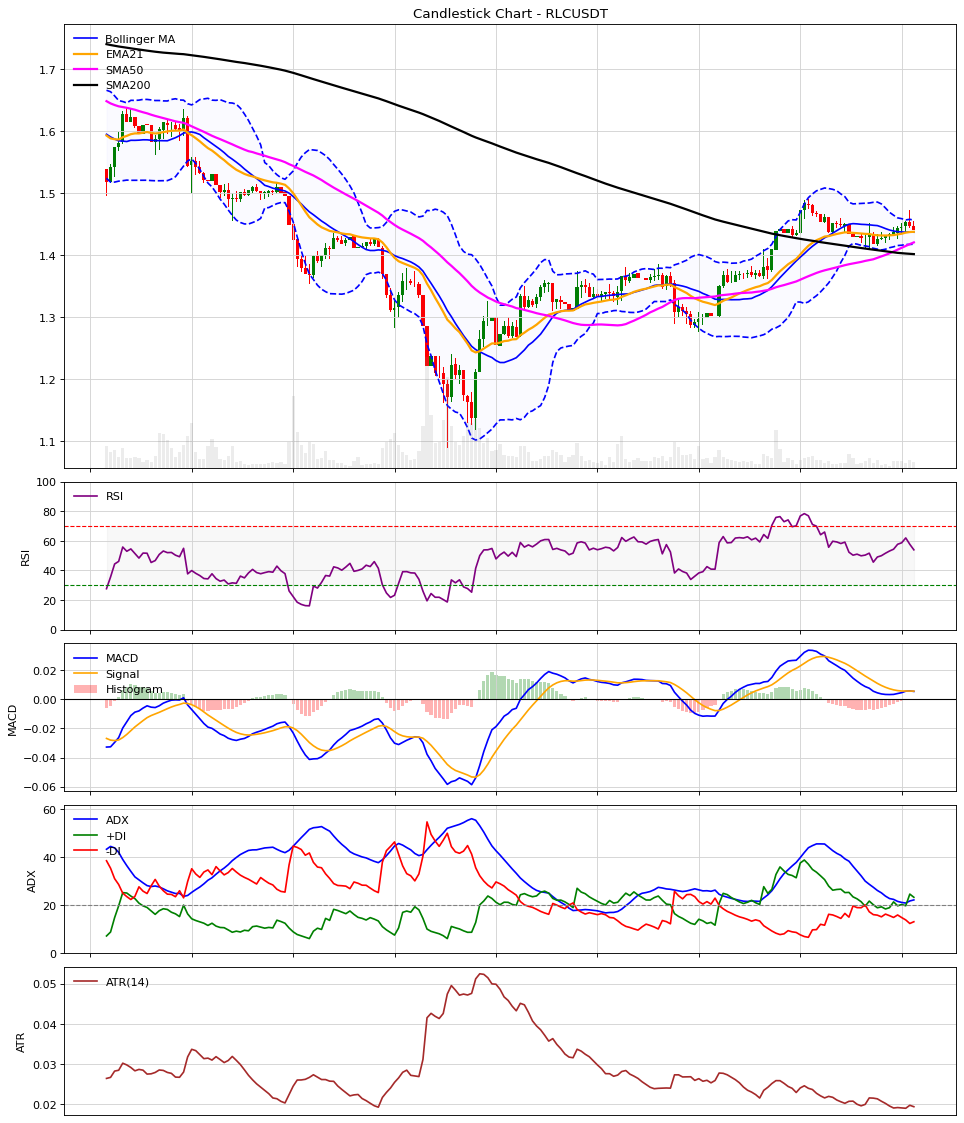 Candlestick Chart - RLCUSDT
Bollinger MA
EMA21
SMA50
SMA200
1.7
1.6
1.5
1.4
1.3
1.2
1.1
RSI
100
80
60
40
20
0
RSI
MACD
Signal
Histogram
0.02
0.00
−0.02
−0.04
−0.06
MACD
ADX
+DI
-DI
60
40
20
0
ADX
ATR(14)
0.05
0.04
0.03
0.02
ATR